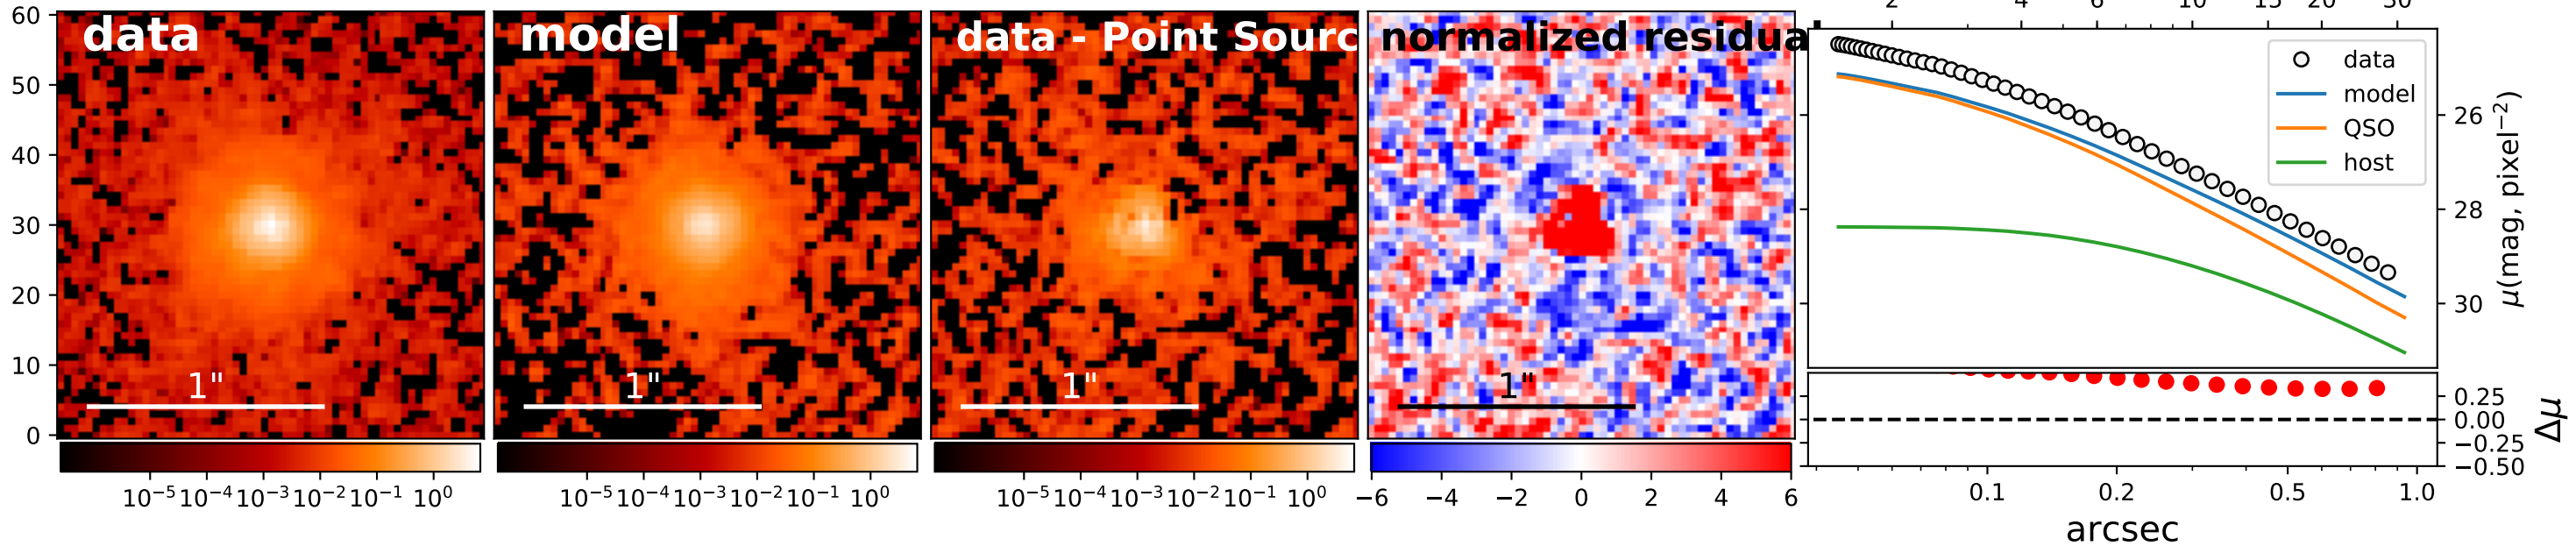 data
model
data - Point Sourc
normalized residua
60
50
40
30
20
10
0
1"
1"
1"
1"
10⁻⁵ 10⁻⁴ 10⁻³ 10⁻² 10⁻¹ 10⁰
10⁻⁵ 10⁻⁴ 10⁻³ 10⁻² 10⁻¹ 10⁰
10⁻⁵ 10⁻⁴ 10⁻³ 10⁻² 10⁻¹ 10⁰
−6 −4 −2 0 2 4 6
2 4 6 10 15 20 30
data
model
QSO
host
26
28
30
μ(mag, pixel⁻²)
0.25
0.00
−0.25
−0.50
Δμ
0.1 0.2 0.5 1.0
arcsec